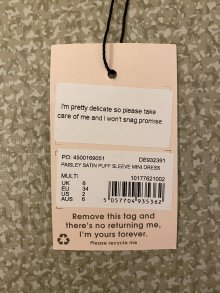 i'm pretty delicate so please take
care of me and I won't snag promise
PO: 4500169051 DE932391
PAISLEY SATIN PUFF SLEEVE MINI DRESS
MULTI 10177621002
UK 6
EU 34
US 2
AUS 6
5 057704 935362
Remove this tag and
there's no returning me,
I'm yours forever.
Please recycle me